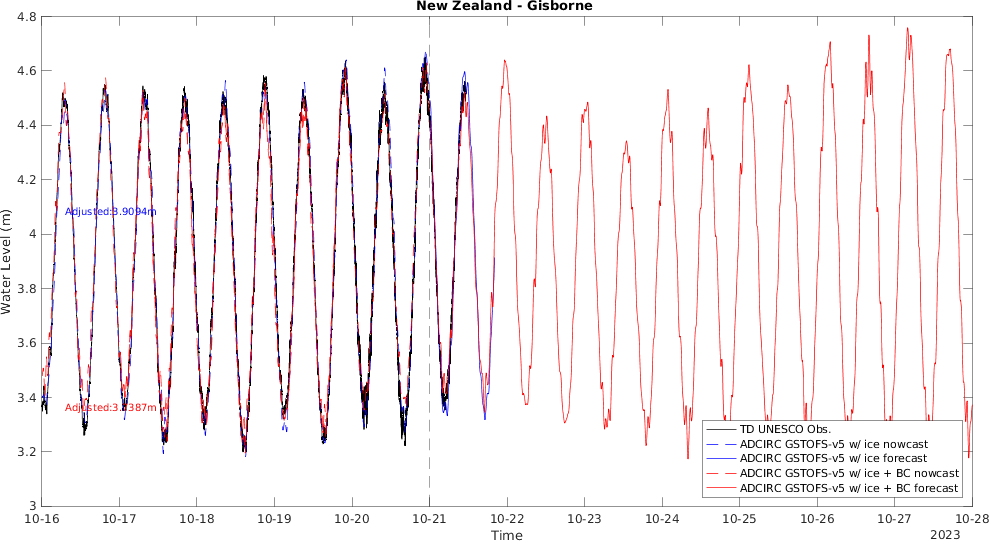 New Zealand - Gisborne
4.8
4.6
4.4
4.2
4
3.8
3.6
3.4
3.2
3
Water Level (m)
Adjusted:3.9094m
TD UNESCO Obs.
ADCIRC GSTOFS-v5 w/ ice nowcast
ADCIRC GSTOFS-v5 w/ ice forecast
ADCIRC GSTOFS-v5 w/ ice + BC nowcast
ADCIRC GSTOFS-v5 w/ ice + BC forecast
10-16 10-17 10-18 10-19 10-20 10-21 10-22 10-23 10-24 10-25 10-26 10-27 10-28
Time
2023